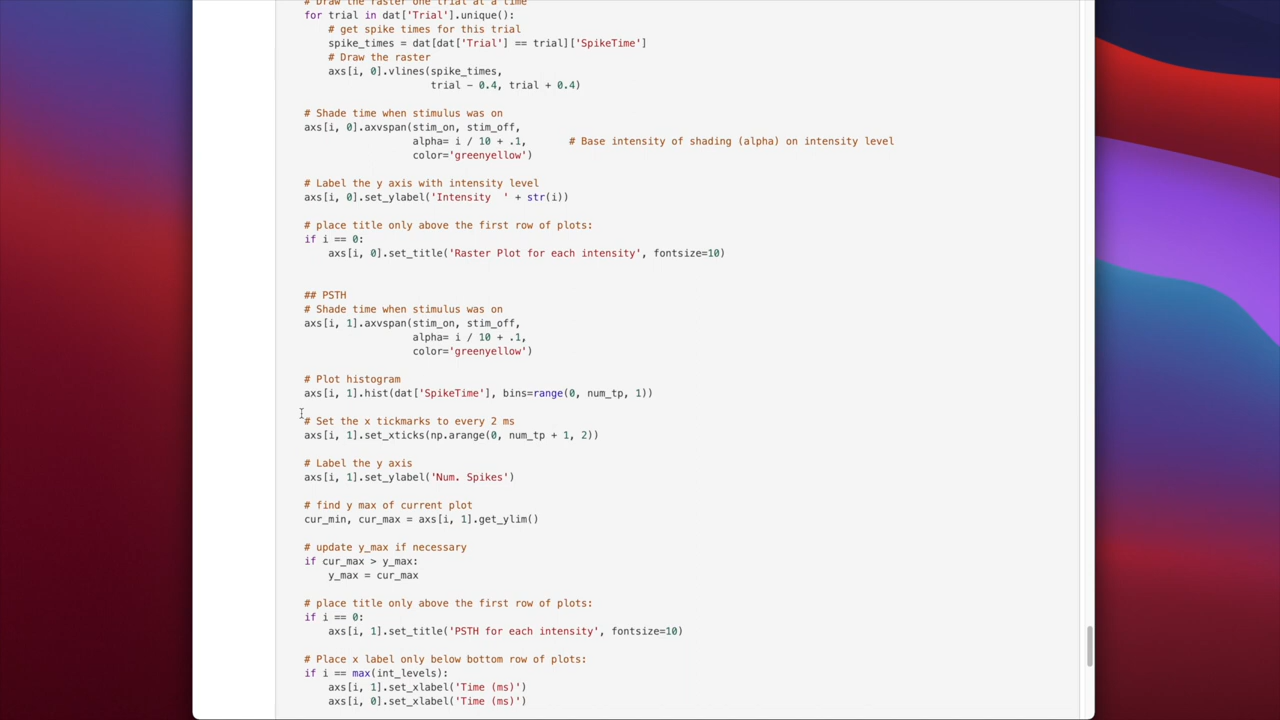 # Draw the raster one trial at a time
for trial in dat['Trial'].unique():
# get spike times for this trial
spike_times = dat[dat['Trial'] == trial]['SpikeTime']
# Draw the raster
axs[i, 0].vlines(spike_times,
trial - 0.4, trial + 0.4)
# Shade time when stimulus was on
axs[i, 0].axvspan(stim_on, stim_off,
alpha= i / 10 + .1, # Base intensity of shading (alpha) on intensity level
color='greenyellow')
# Label the y axis with intensity level
axs[i, 0].set_ylabel('Intensity  ' + str(i))
# place title only above the first row of plots:
if i == 0:
axs[i, 0].set_title('Raster Plot for each intensity', fontsize=10)
## PSTH
# Shade time when stimulus was on
axs[i, 1].axvspan(stim_on, stim_off,
alpha= i / 10 + .1,
color='greenyellow')
# Plot histogram
axs[i, 1].hist(dat['SpikeTime'], bins=range(0, num_tp, 1))
# Set the x tickmarks to every 2 ms
axs[i, 1].set_xticks(np.arange(0, num_tp + 1, 2))
# Label the y axis
axs[i, 1].set_ylabel('Num. Spikes')
# find y max of current plot
cur_min, cur_max = axs[i, 1].get_ylim()
# update y_max if necessary
if cur_max > y_max:
y_max = cur_max
# place title only above the first row of plots:
if i == 0:
axs[i, 1].set_title('PSTH for each intensity', fontsize=10)
# Place x label only below bottom row of plots:
if i == max(int_levels):
axs[i, 1].set_xlabel('Time (ms)')
axs[i, 0].set_xlabel('Time (ms)')